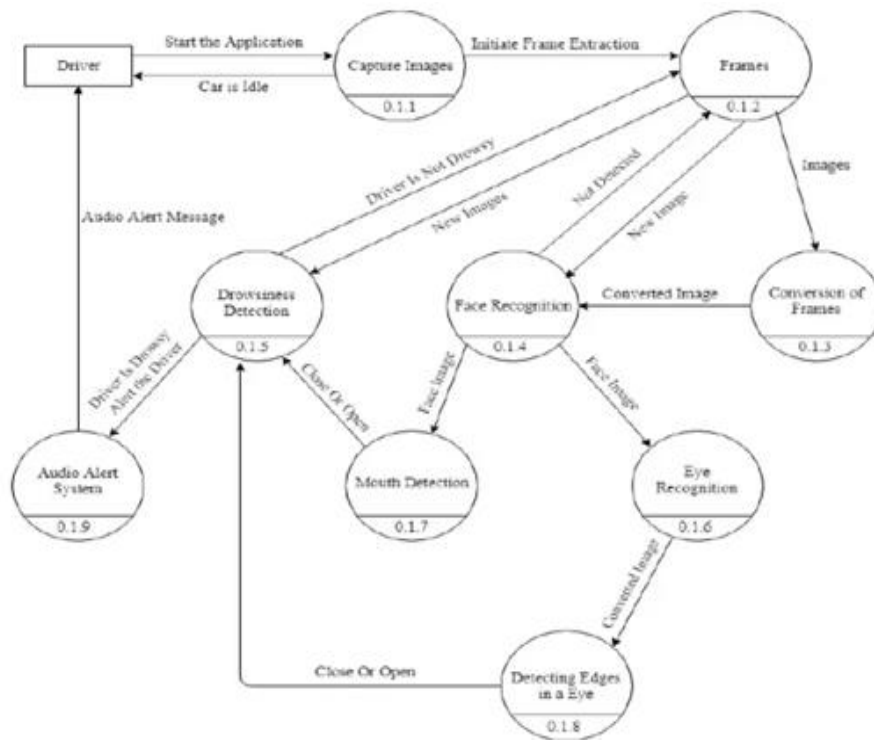 Start the Application
Initiate Frame Extraction
Driver
Capture Images
Frames
Car is Idle
0.1.1
0.1.2
Driver Is Not Drowsy
Not Detected
Images
New Images
New Image
Audio Alert Message
Drowsiness
Detection
0.1.5
Face Recognition
0.1.4
Converted Image
Conversion of
Frames
0.1.3
Driver Is Drowsy
Alert the Driver
Close Or Open
Face Image
Face Image
Audio Alert
System
0.1.9
Mouth Detection
0.1.7
Eye
Recognition
0.1.6
Converted Image
Close Or Open
Detecting Edges
in a Eye
0.1.8